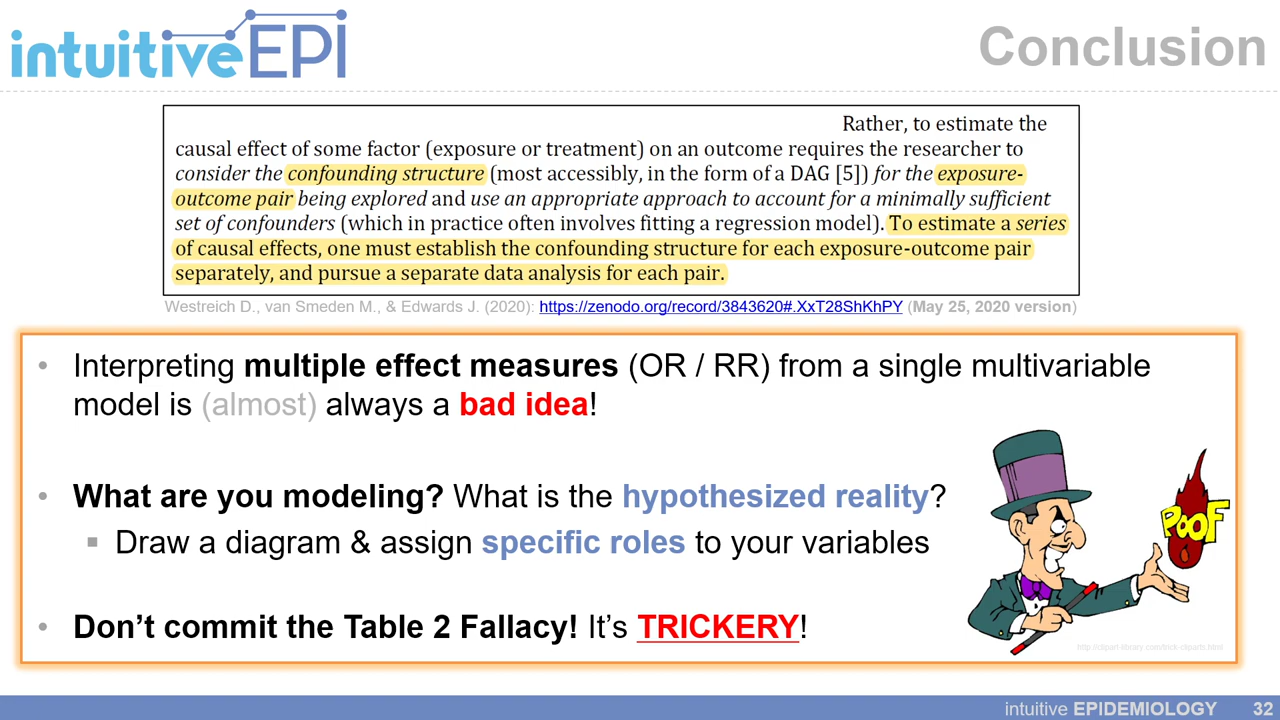 intuitiveEPI
Conclusion
Rather, to estimate the
causal effect of some factor (exposure or treatment) on an outcome requires the researcher to
consider the confounding structure (most accessibly, in the form of a DAG [5]) for the exposure-
outcome pair being explored and use an appropriate approach to account for a minimally sufficient
set of confounders (which in practice often involves fitting a regression model). To estimate a series
of causal effects, one must establish the confounding structure for each exposure-outcome pair
separately, and pursue a separate data analysis for each pair.
Westreich D., van Smeden M., & Edwards J. (2020): https://zenodo.org/record/3843620#.XxT28ShKhPY (May 25, 2020 version)
• Interpreting multiple effect measures (OR / RR) from a single multivariable
model is (almost) always a bad idea!
• What are you modeling? What is the hypothesized reality?
▪ Draw a diagram & assign specific roles to your variables
POOF
• Don’t commit the Table 2 Fallacy! It’s TRICKERY!
http://clipart-library.com/trick-cliparts.html
intuitive EPIDEMIOLOGY 32